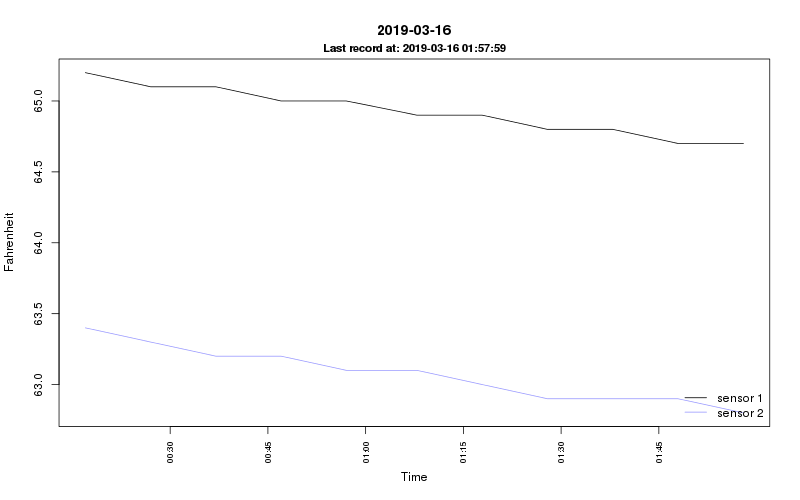 2019-03-16
Last record at: 2019-03-16 01:57:59
Fahrenheit
65.0
64.5
64.0
63.5
63.0
sensor 1
sensor 2
00:30 00:45 01:00 01:15 01:30 01:45
Time